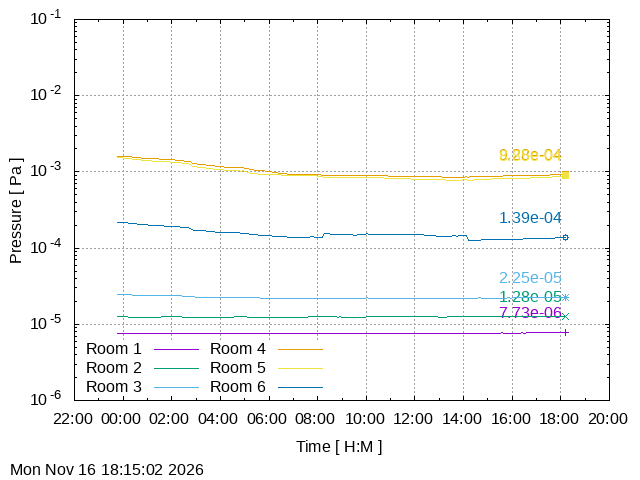 10^-1
10^-2
10^-3
10^-4
10^-5
10^-6
Pressure [ Pa ]
1.39e-04
2.25e-05
1.28e-05
7.73e-06
Room 1 Room 4
Room 2 Room 5
Room 3 Room 6
22:00 00:00 02:00 04:00 06:00 08:00 10:00 12:00 14:00 16:00 18:00 20:00
Time [ H:M ]
Mon Nov 16 18:15:02 2026